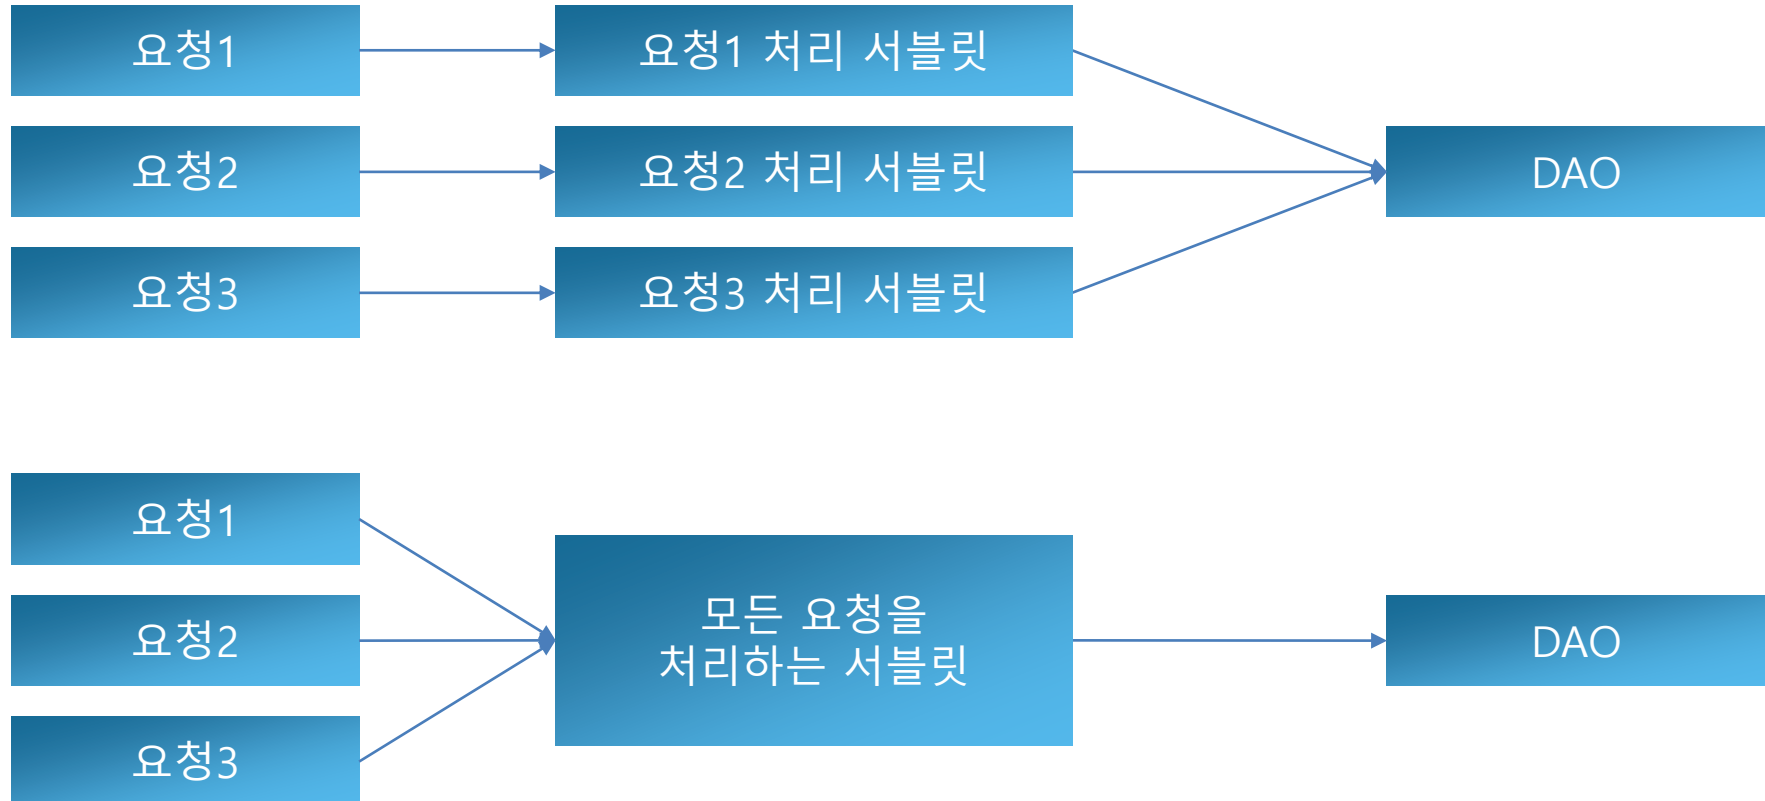 요청1
요청1 처리 서블릿
요청2
요청2 처리 서블릿
DAO
요청3
요청3 처리 서블릿
요청1
요청2
모든 요청을
처리하는 서블릿
DAO
요청3